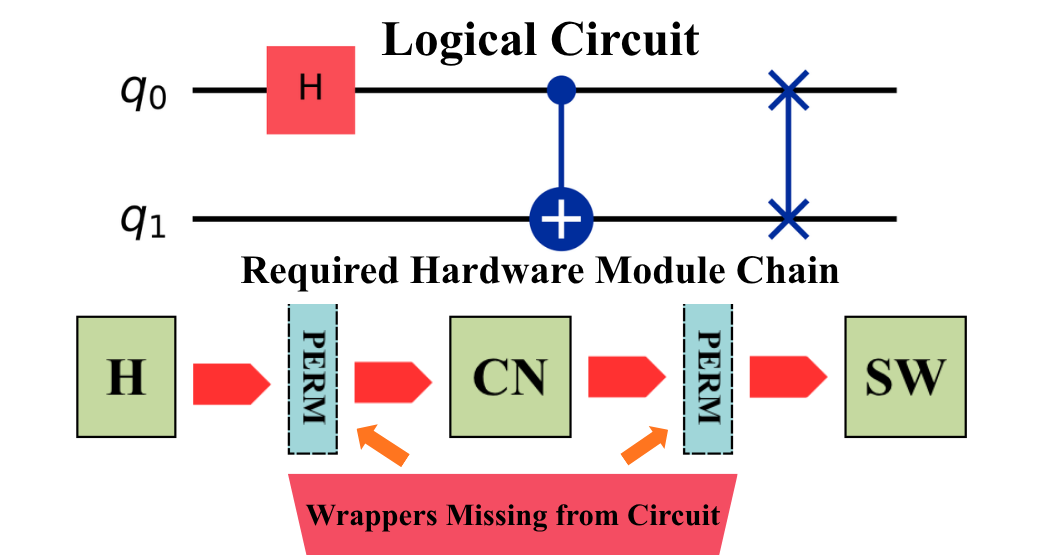 Logical Circuit
q0
H
q1
Required Hardware Module Chain
H PERM CN PERM SW
Wrappers Missing from Circuit